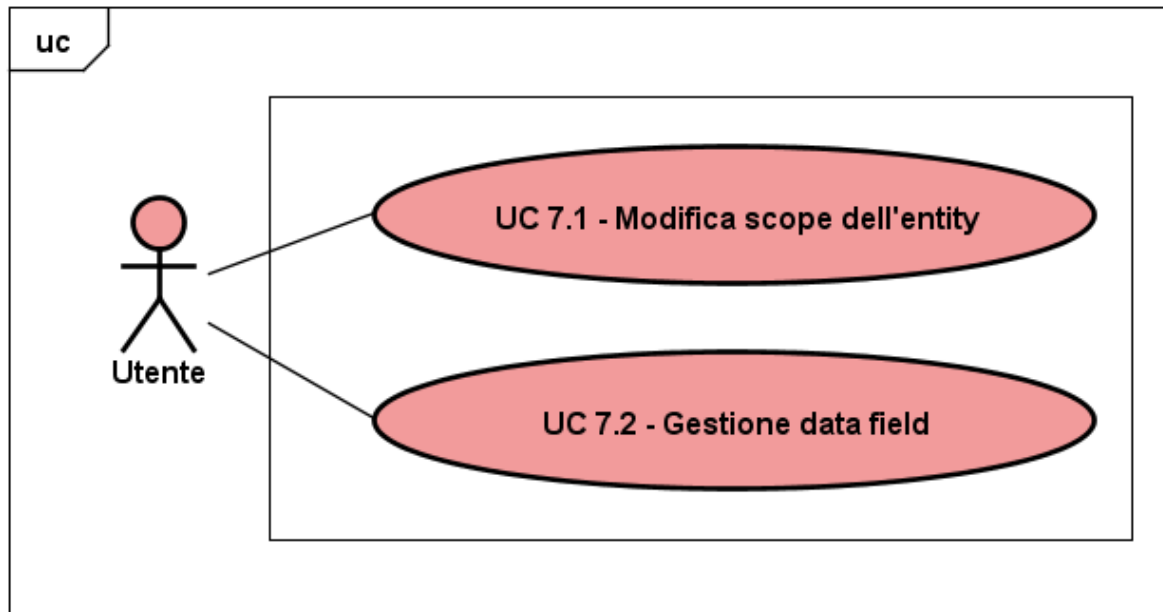 uc
UC 7.1 - Modifica scope dell'entity
Utente
UC 7.2 - Gestione data field